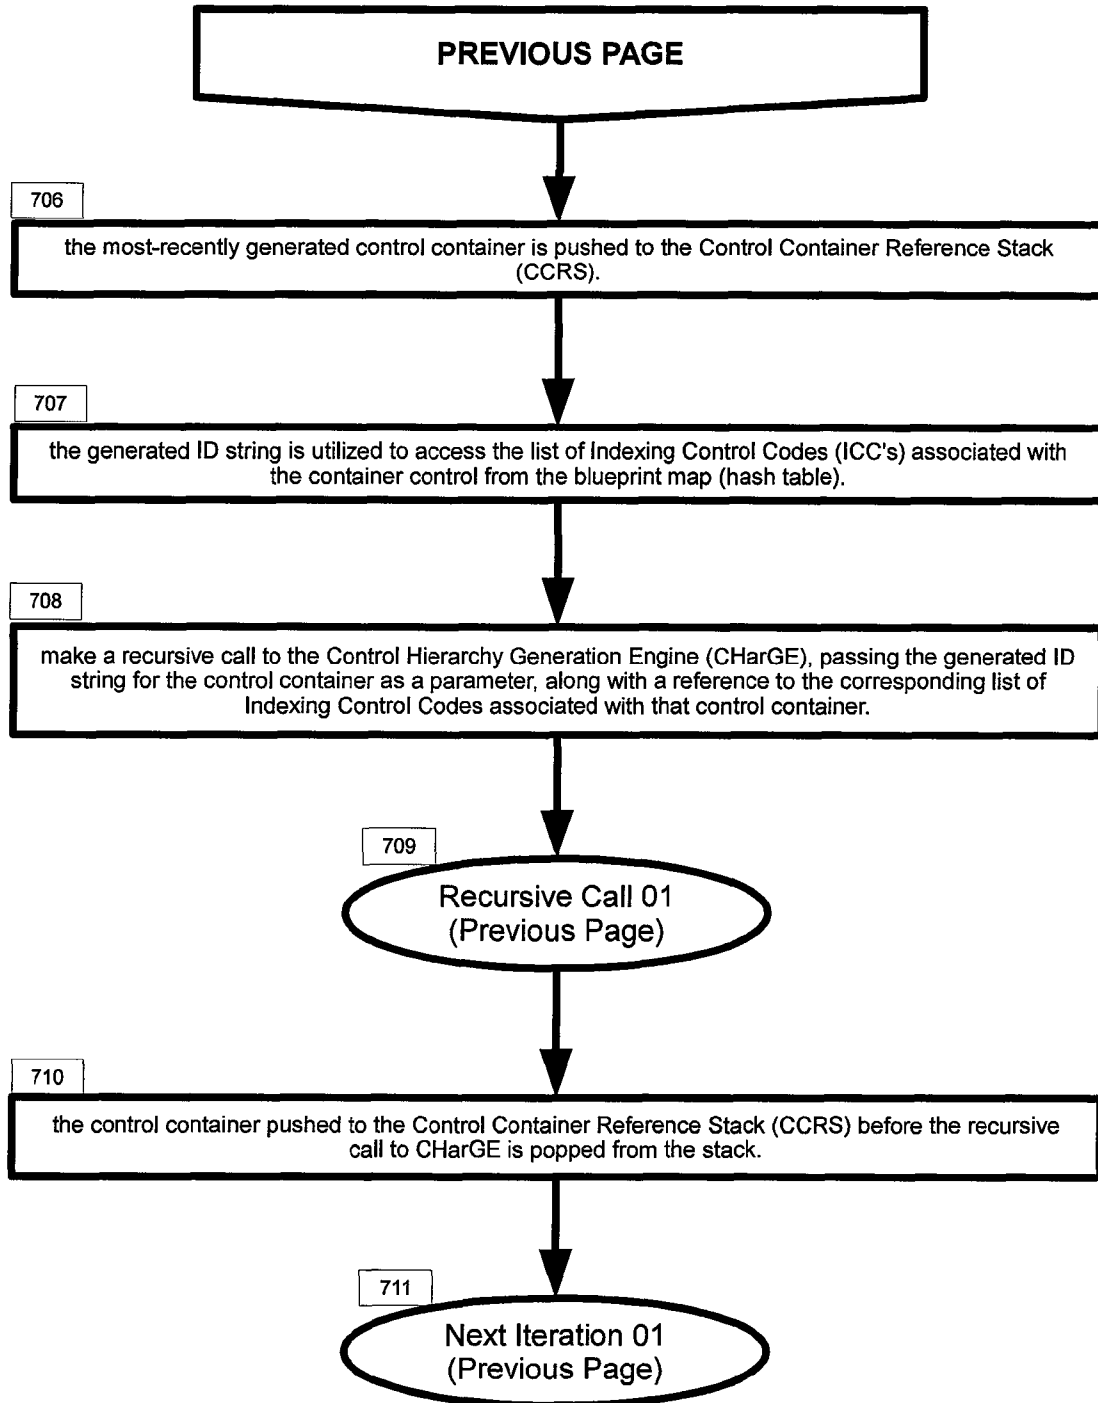 PREVIOUS PAGE
706
the most-recently generated control container is pushed to the Control Container Reference Stack
(CCRS).
707
the generated ID string is utilized to access the list of Indexing Control Codes (ICC's) associated with
the container control from the blueprint map (hash table).
708
make a recursive call to the Control Hierarchy Generation Engine (CHarGE), passing the generated ID
string for the control container as a parameter, along with a reference to the corresponding list of
Indexing Control Codes associated with that control container.
709
Recursive Call 01
(Previous Page)
710
the control container pushed to the Control Container Reference Stack (CCRS) before the recursive
call to CHarGE is popped from the stack.
711
Next Iteration 01
(Previous Page)